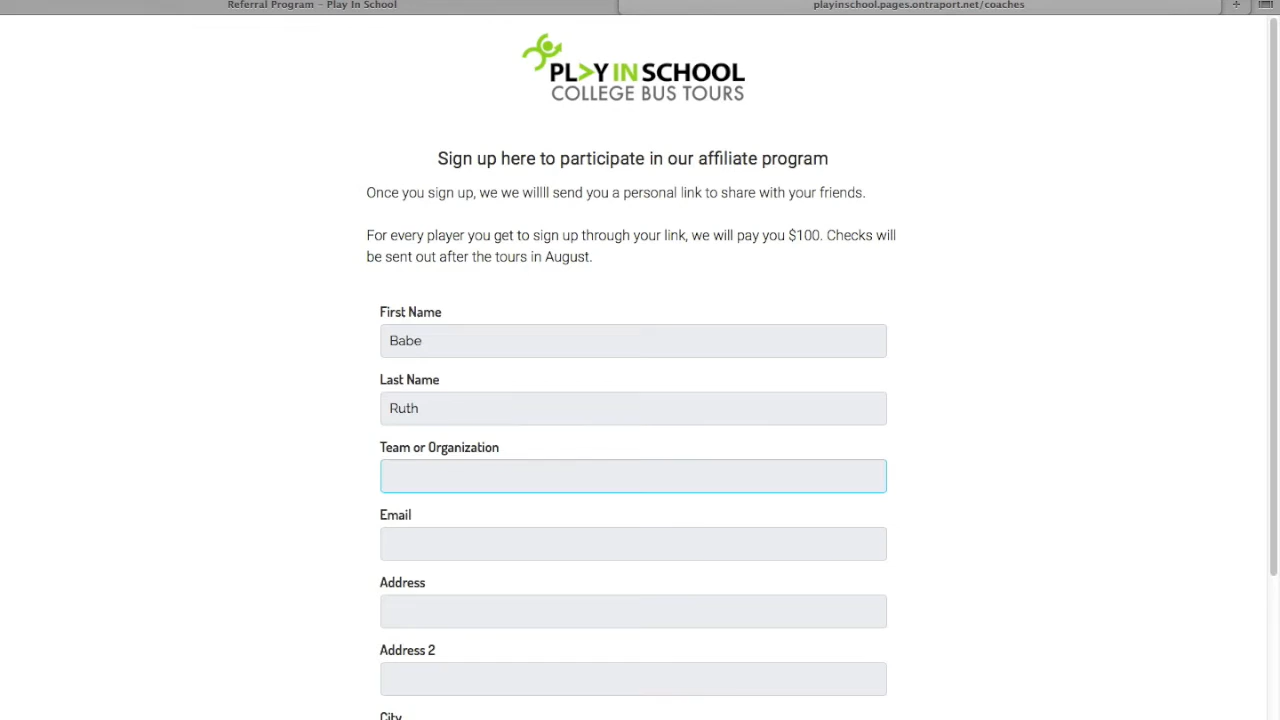 Referral Program – Play In School
playinschool.pages.ontraport.net/coaches
PLAY IN SCHOOL
COLLEGE BUS TOURS
Sign up here to participate in our affiliate program
Once you sign up, we we willll send you a personal link to share with your friends.
For every player you get to sign up through your link, we will pay you $100. Checks will
be sent out after the tours in August.
First Name
Babe
Last Name
Ruth
Team or Organization
Email
Address
Address 2
City